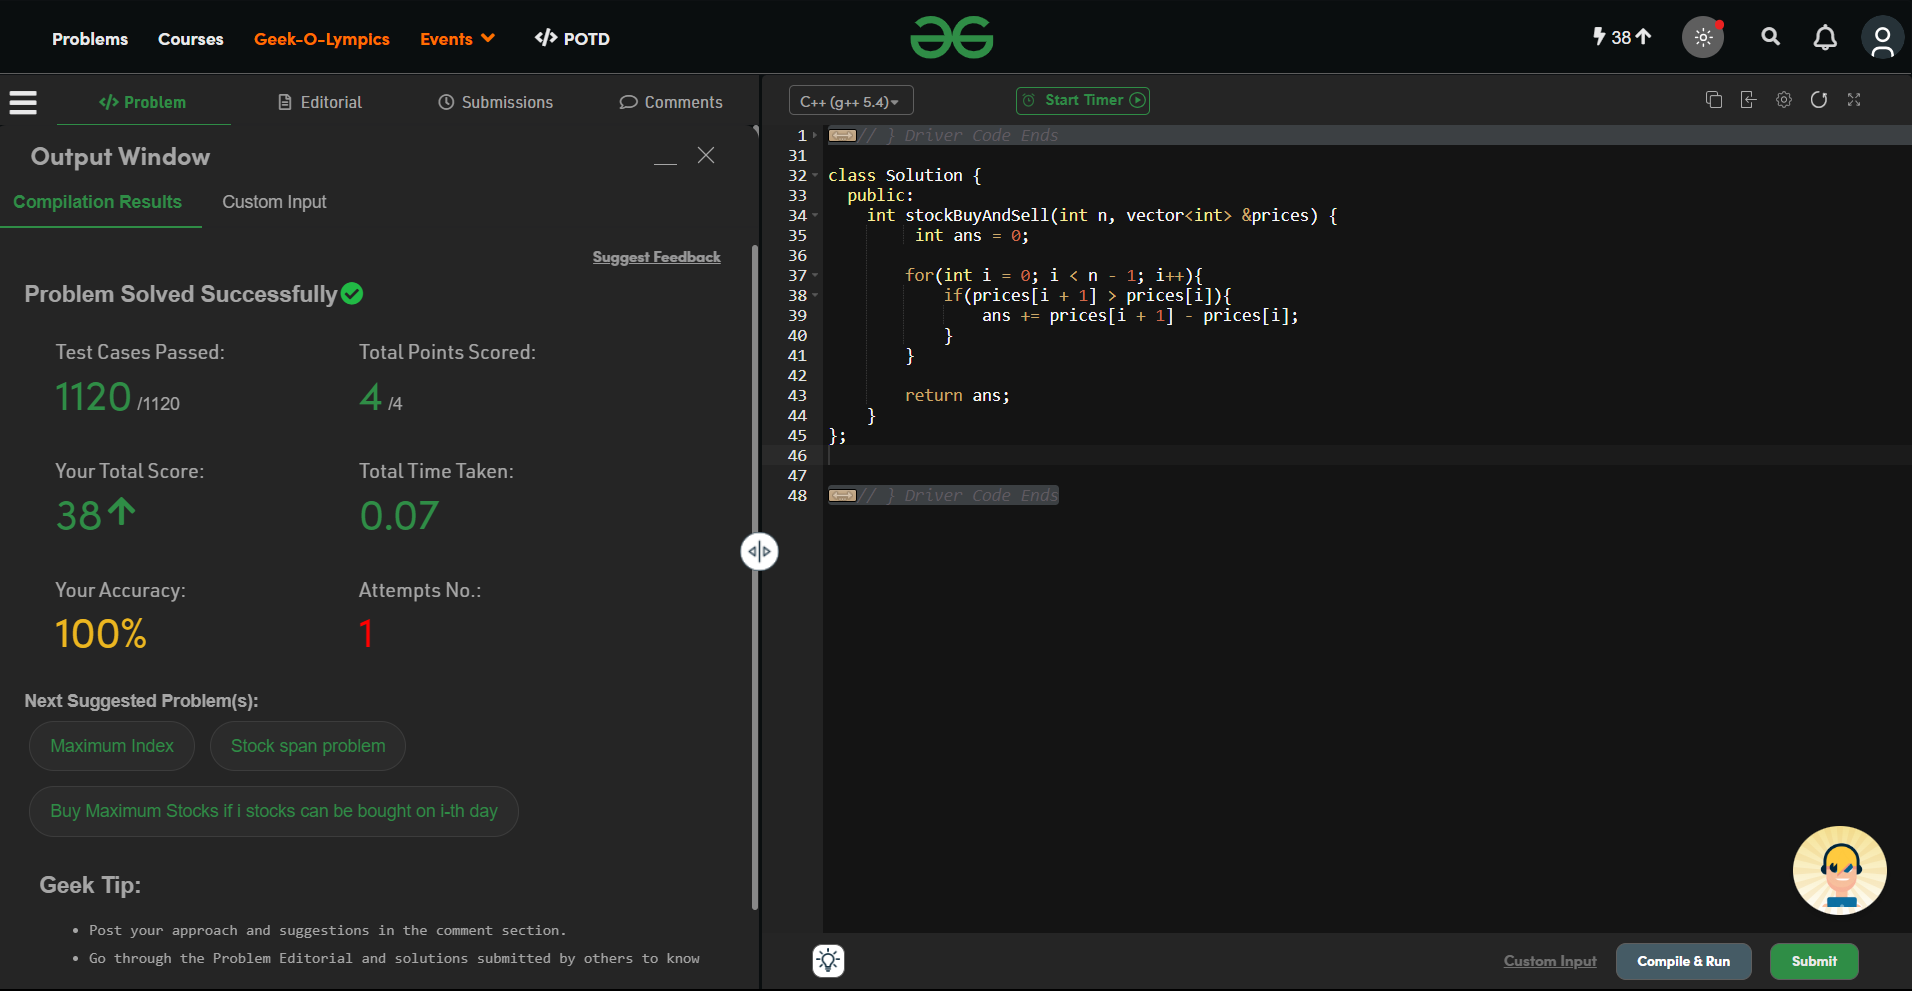 Problems Courses Geek-O-Lympics Events </> POTD 38
</> Problem Editorial Submissions Comments
Output Window
Compilation Results Custom Input
Suggest Feedback
Problem Solved Successfully
Test Cases Passed: Total Points Scored:
1120 /1120 4 /4
Your Total Score: Total Time Taken:
38 0.07
Your Accuracy: Attempts No.:
100% 1
Next Suggested Problem(s):
Maximum Index Stock span problem
Buy Maximum Stocks if i stocks can be bought on i-th day
Geek Tip:
• Post your approach and suggestions in the comment section.
• Go through the Problem Editorial and solutions submitted by others to know
C++ (g++ 5.4) Start Timer
1 // } Driver Code Ends
31
32 class Solution {
33 public:
34 int stockBuyAndSell(int n, vector<int> &prices) {
35 int ans = 0;
36
37 for(int i = 0; i < n - 1; i++){
38 if(prices[i + 1] > prices[i]){
39 ans += prices[i + 1] - prices[i];
40 }
41 }
42
43 return ans;
44 }
45 };
46
47
48 // } Driver Code Ends
Custom Input Compile & Run Submit